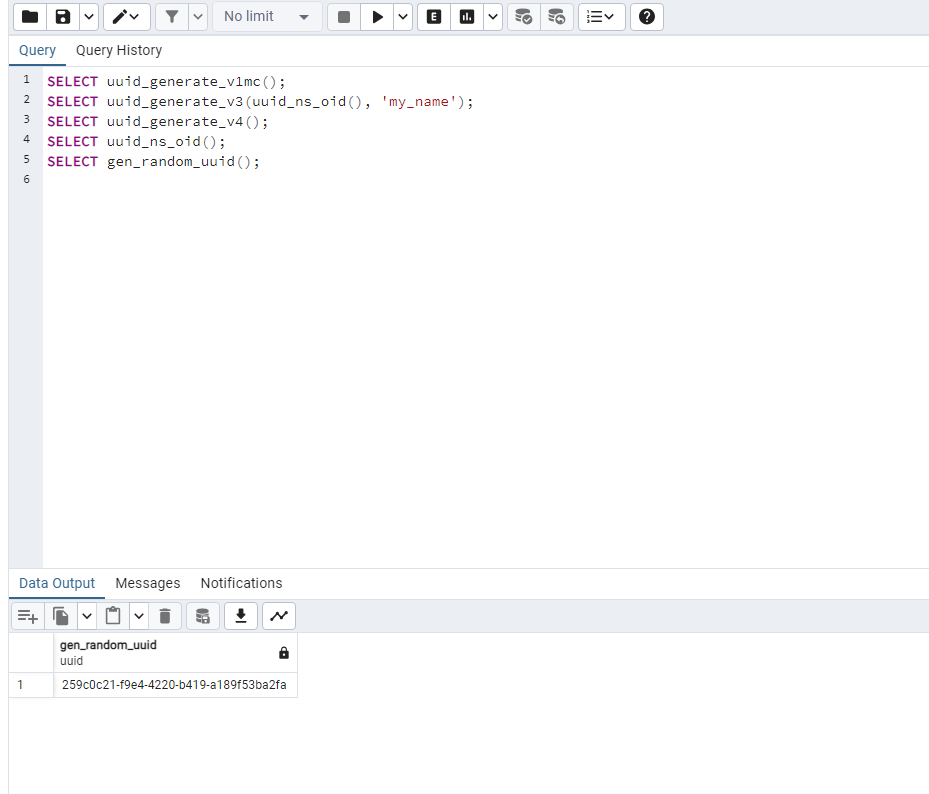 No limit
E
Query Query History
1 SELECT uuid_generate_v1mc();
2 SELECT uuid_generate_v3(uuid_ns_oid(), 'my_name');
3 SELECT uuid_generate_v4();
4 SELECT uuid_ns_oid();
5 SELECT gen_random_uuid();
6
Data Output Messages Notifications
gen_random_uuid
uuid
1 259c0c21-f9e4-4220-b419-a189f53ba2fa